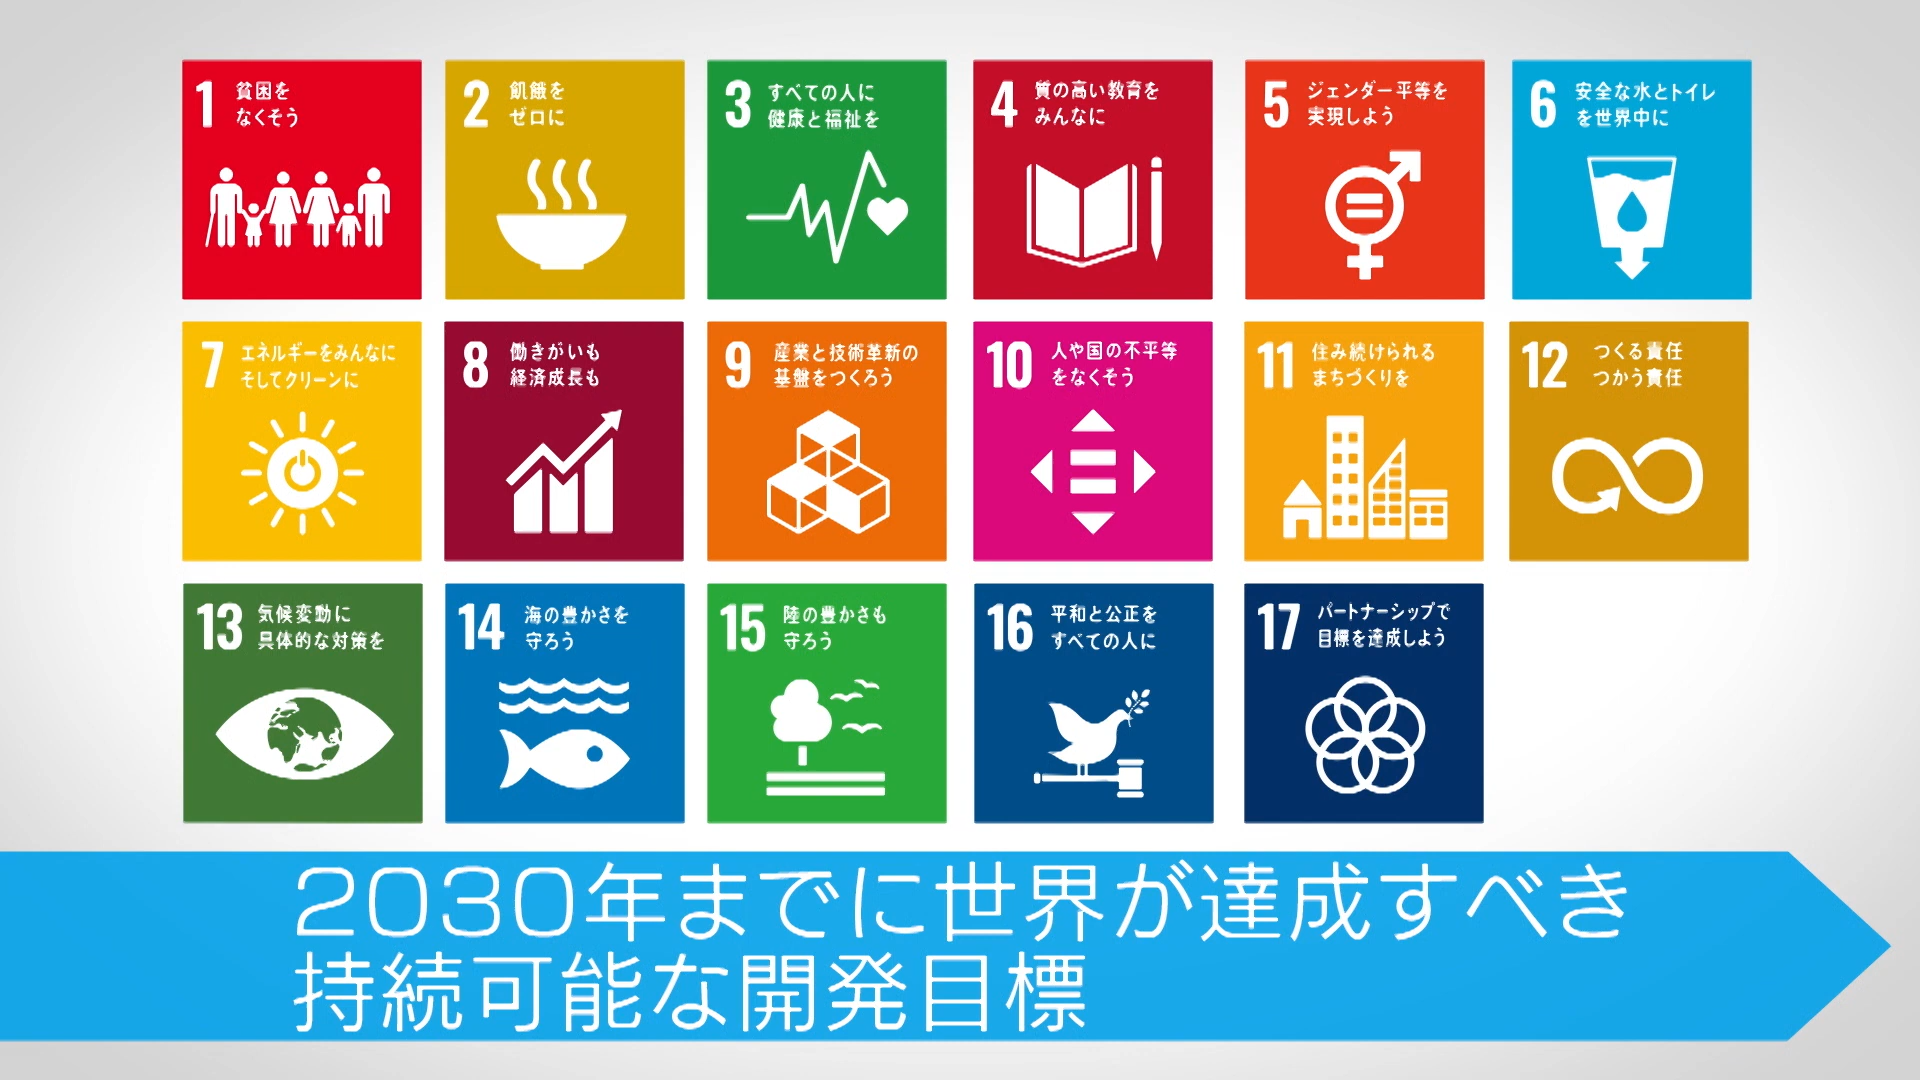 1 貧困を
なくそう
2 飢餓を
ゼロに
3 すべての人に
健康と福祉を
4 質の高い教育を
みんなに
5 ジェンダー平等を
実現しよう
6 安全な水とトイレ
を世界中に
7 エネルギーをみんなに
そしてクリーンに
8 働きがいも
経済成長も
9 産業と技術革新の
基盤をつくろう
10 人や国の不平等
をなくそう
11 住み続けられる
まちづくりを
12 つくる責任
つかう責任
13 気候変動に
具体的な対策を
14 海の豊かさを
守ろう
15 陸の豊かさも
守ろう
16 平和と公正を
すべての人に
17 パートナーシップで
目標を達成しよう
2030年までに世界が達成すべき
持続可能な開発目標